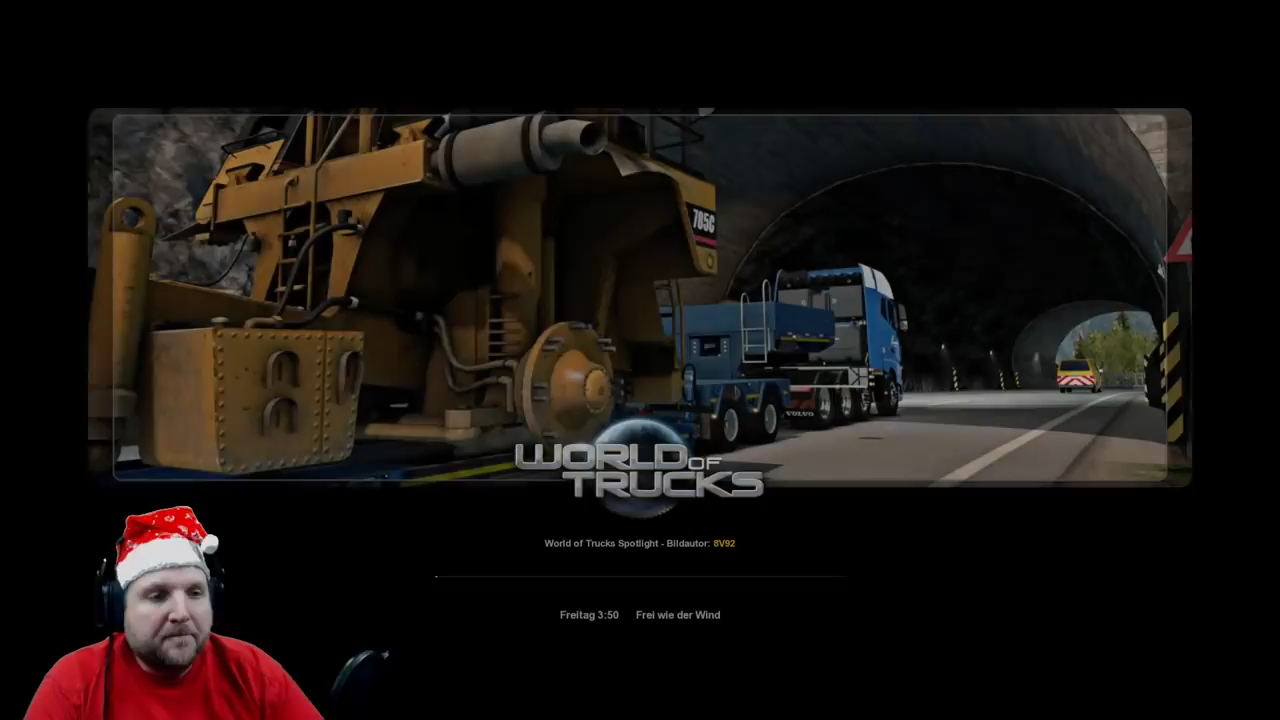 785C
VOLVO
WORLD OF
TRUCKS
World of Trucks Spotlight - Bildautor: 8V92
Freitag 3:50 Frei wie der Wind